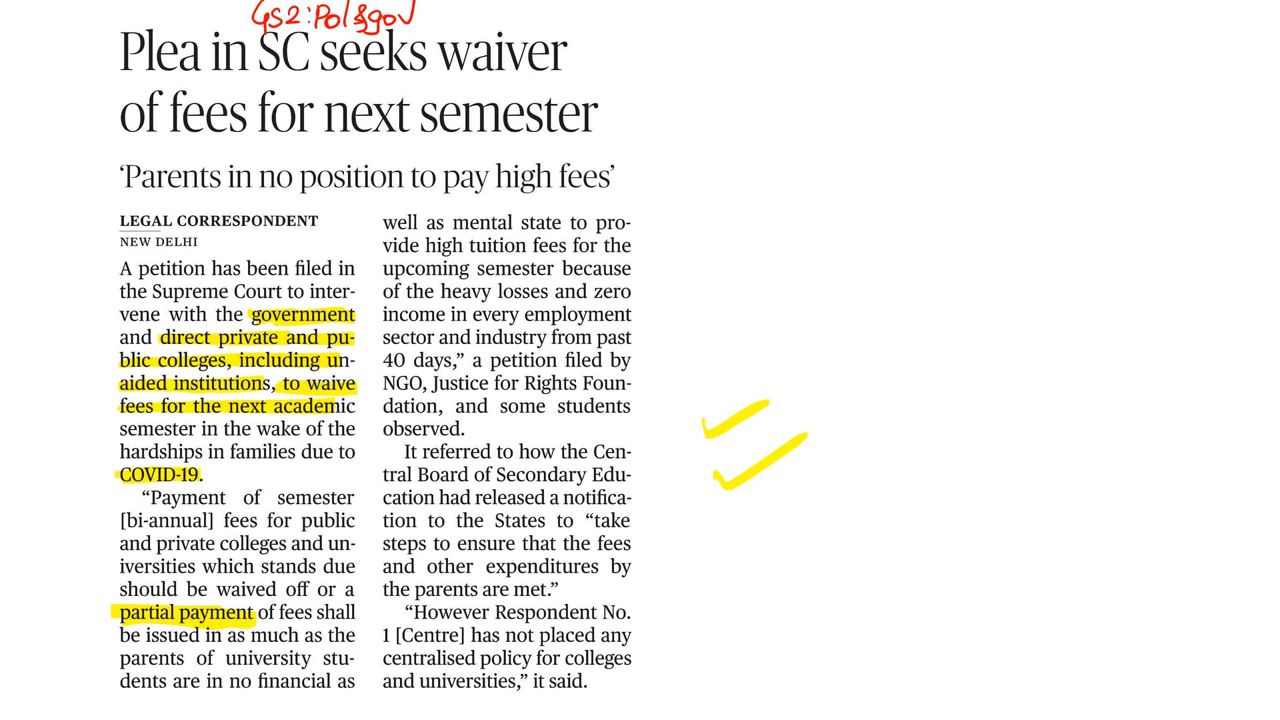 GS2: Pol & gov
Plea in SC seeks waiver
of fees for next semester
‘Parents in no position to pay high fees’
LEGAL CORRESPONDENT
NEW DELHI
A petition has been filed in
the Supreme Court to inter-
vene with the government
and direct private and pu-
blic colleges, including un-
aided institutions, to waive
fees for the next academic
semester in the wake of the
hardships in families due to
COVID-19.
“Payment of semester
[bi-annual] fees for public
and private colleges and un-
iversities which stands due
should be waived off or a
partial payment of fees shall
be issued in as much as the
parents of university stu-
dents are in no financial as
well as mental state to pro-
vide high tuition fees for the
upcoming semester because
of the heavy losses and zero
income in every employment
sector and industry from past
40 days,” a petition filed by
NGO, Justice for Rights Foun-
dation, and some students
observed.
It referred to how the Cen-
tral Board of Secondary Edu-
cation had released a notifica-
tion to the States to “take
steps to ensure that the fees
and other expenditures by
the parents are met.”
“However Respondent No.
1 [Centre] has not placed any
centralised policy for colleges
and universities,” it said.